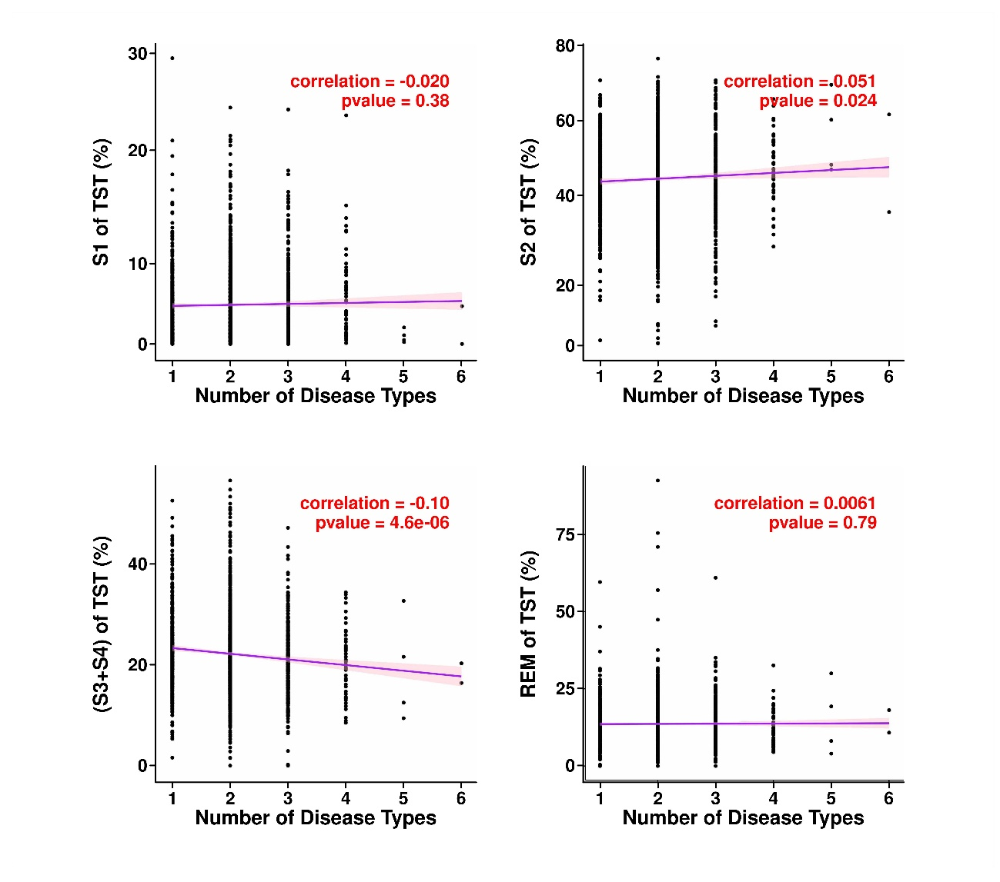 30
20
10
0
S1 of TST (%)
correlation = -0.020
pvalue = 0.38
1 2 3 4 5 6
Number of Disease Types
80
60
40
20
0
S2 of TST (%)
correlation = 0.051
pvalue = 0.024
1 2 3 4 5 6
Number of Disease Types
40
20
0
(S3+S4) of TST (%)
correlation = -0.10
pvalue = 4.6e-06
1 2 3 4 5 6
Number of Disease Types
75
50
25
0
REM of TST (%)
correlation = 0.0061
pvalue = 0.79
1 2 3 4 5 6
Number of Disease Types